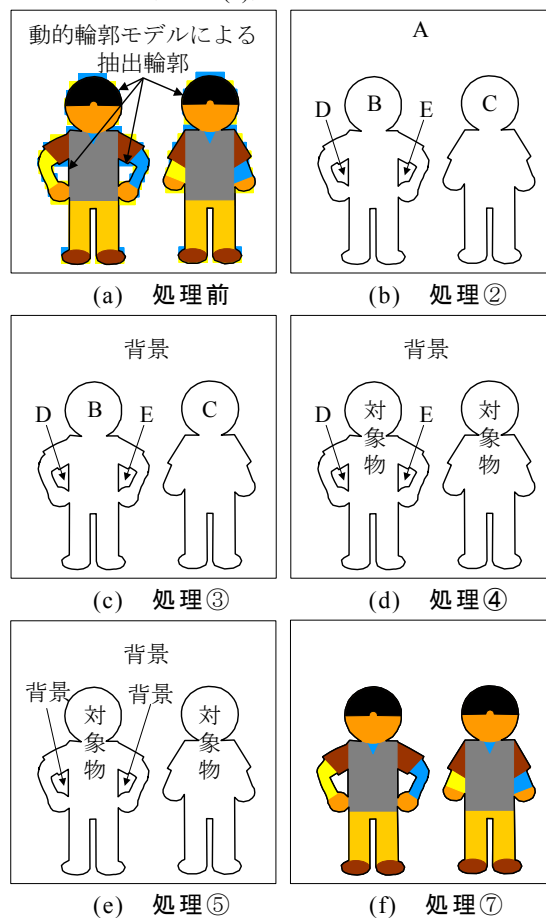 動的輪郭モデルによる
抽出輪郭
A
B
C
D
E
(a) 処理前
(b) 処理②
背景
D
B
E
C
背景
D
対象物
E
対象物
(c) 処理③
(d) 処理④
背景
背景
背景
対象物
対象物
(e) 処理⑤
(f) 処理⑦